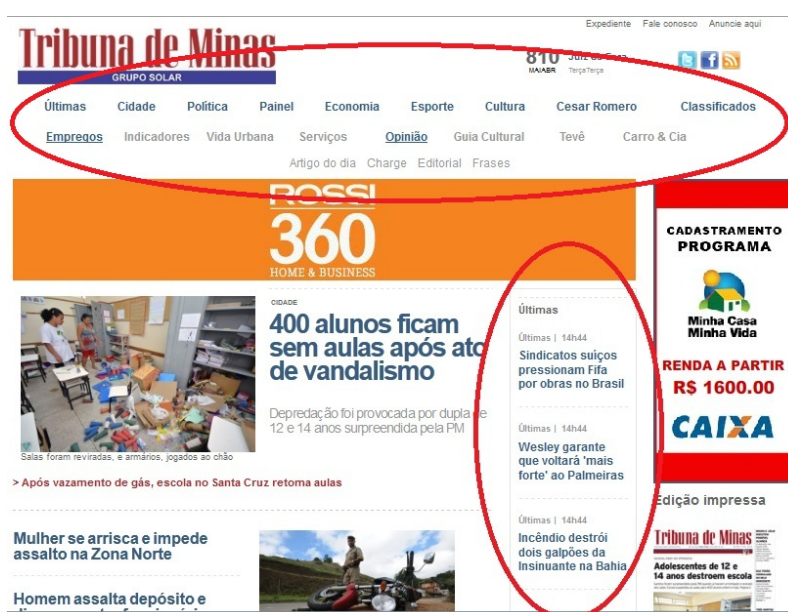 Expediente Fale conosco Anuncie aqui
Tribuna de Minas
GRUPO SOLAR
810
MAIABR TerçaTerça
Últimas Cidade Política Painel Economia Esporte Cultura Cesar Romero Classificados
Empregos Indicadores Vida Urbana Serviços Opinião Guia Cultural Tevê Carro & Cia
Artigo do dia Charge Editorial Frases
ROSSI
360
HOME & BUSINESS
CADASTRAMENTO
PROGRAMA
Minha Casa
Minha Vida
RENDA A PARTIR
R$ 1600.00
CAIXA
CIDADE
400 alunos ficam
sem aulas após ato
de vandalismo
Depredação foi provocada por dupla de
12 e 14 anos surpreendida pela PM
Salas foram reviradas, e armários, jogados ao chão
> Após vazamento de gás, escola no Santa Cruz retoma aulas
Mulher se arrisca e impede
assalto na Zona Norte
Homem assalta depósito e
Últimas
Últimas | 14h44
Sindicatos suiços
pressionam Fifa
por obras no Brasil
Últimas | 14h44
Wesley garante
que voltará 'mais
forte' ao Palmeiras
Últimas | 14h44
Incêndio destrói
dois galpões da
Insinuante na Bahia
Edição impressa
Tribuna de Minas
Adolescentes de 12 e
14 anos destroem escola